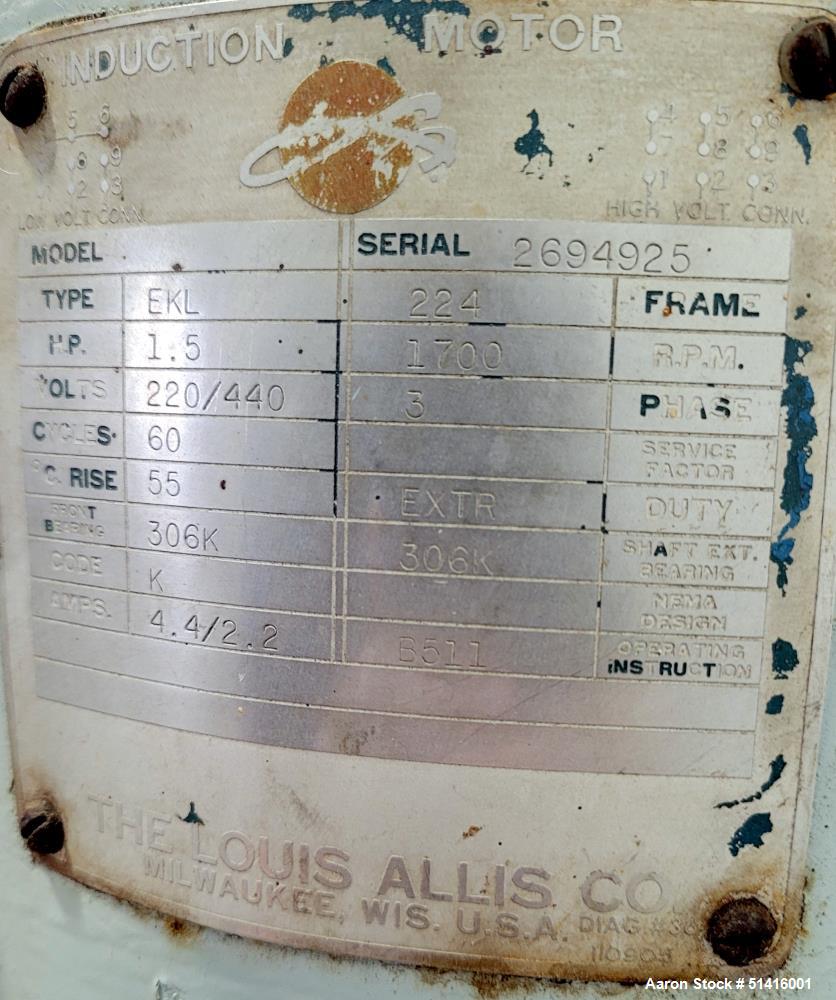 INDUCTION MOTOR
5 6
4 5 6
7 8 9
8 9
1 2 3
2 3
LOW VOLT CONN.
HIGH VOLT CONN.
MODEL SERIAL 2694925
TYPE EKL 224 FRAME
H.P. 1.5 1700 R.P.M.
VOLTS 220/440 3 PHASE
CYCLES 60 SERVICE FACTOR
°C. RISE 55 EXTR DUTY
FRONT BEARING 306K 306K SHAFT EXT. BEARING
CODE K NEMA DESIGN
AMPS. 4.4/2.2 B511 OPERATING INSTRUCTION
THE LOUIS ALLIS CO
MILWAUKEE, WIS. U.S.A. DIAG.
Aaron Stock # 51416001